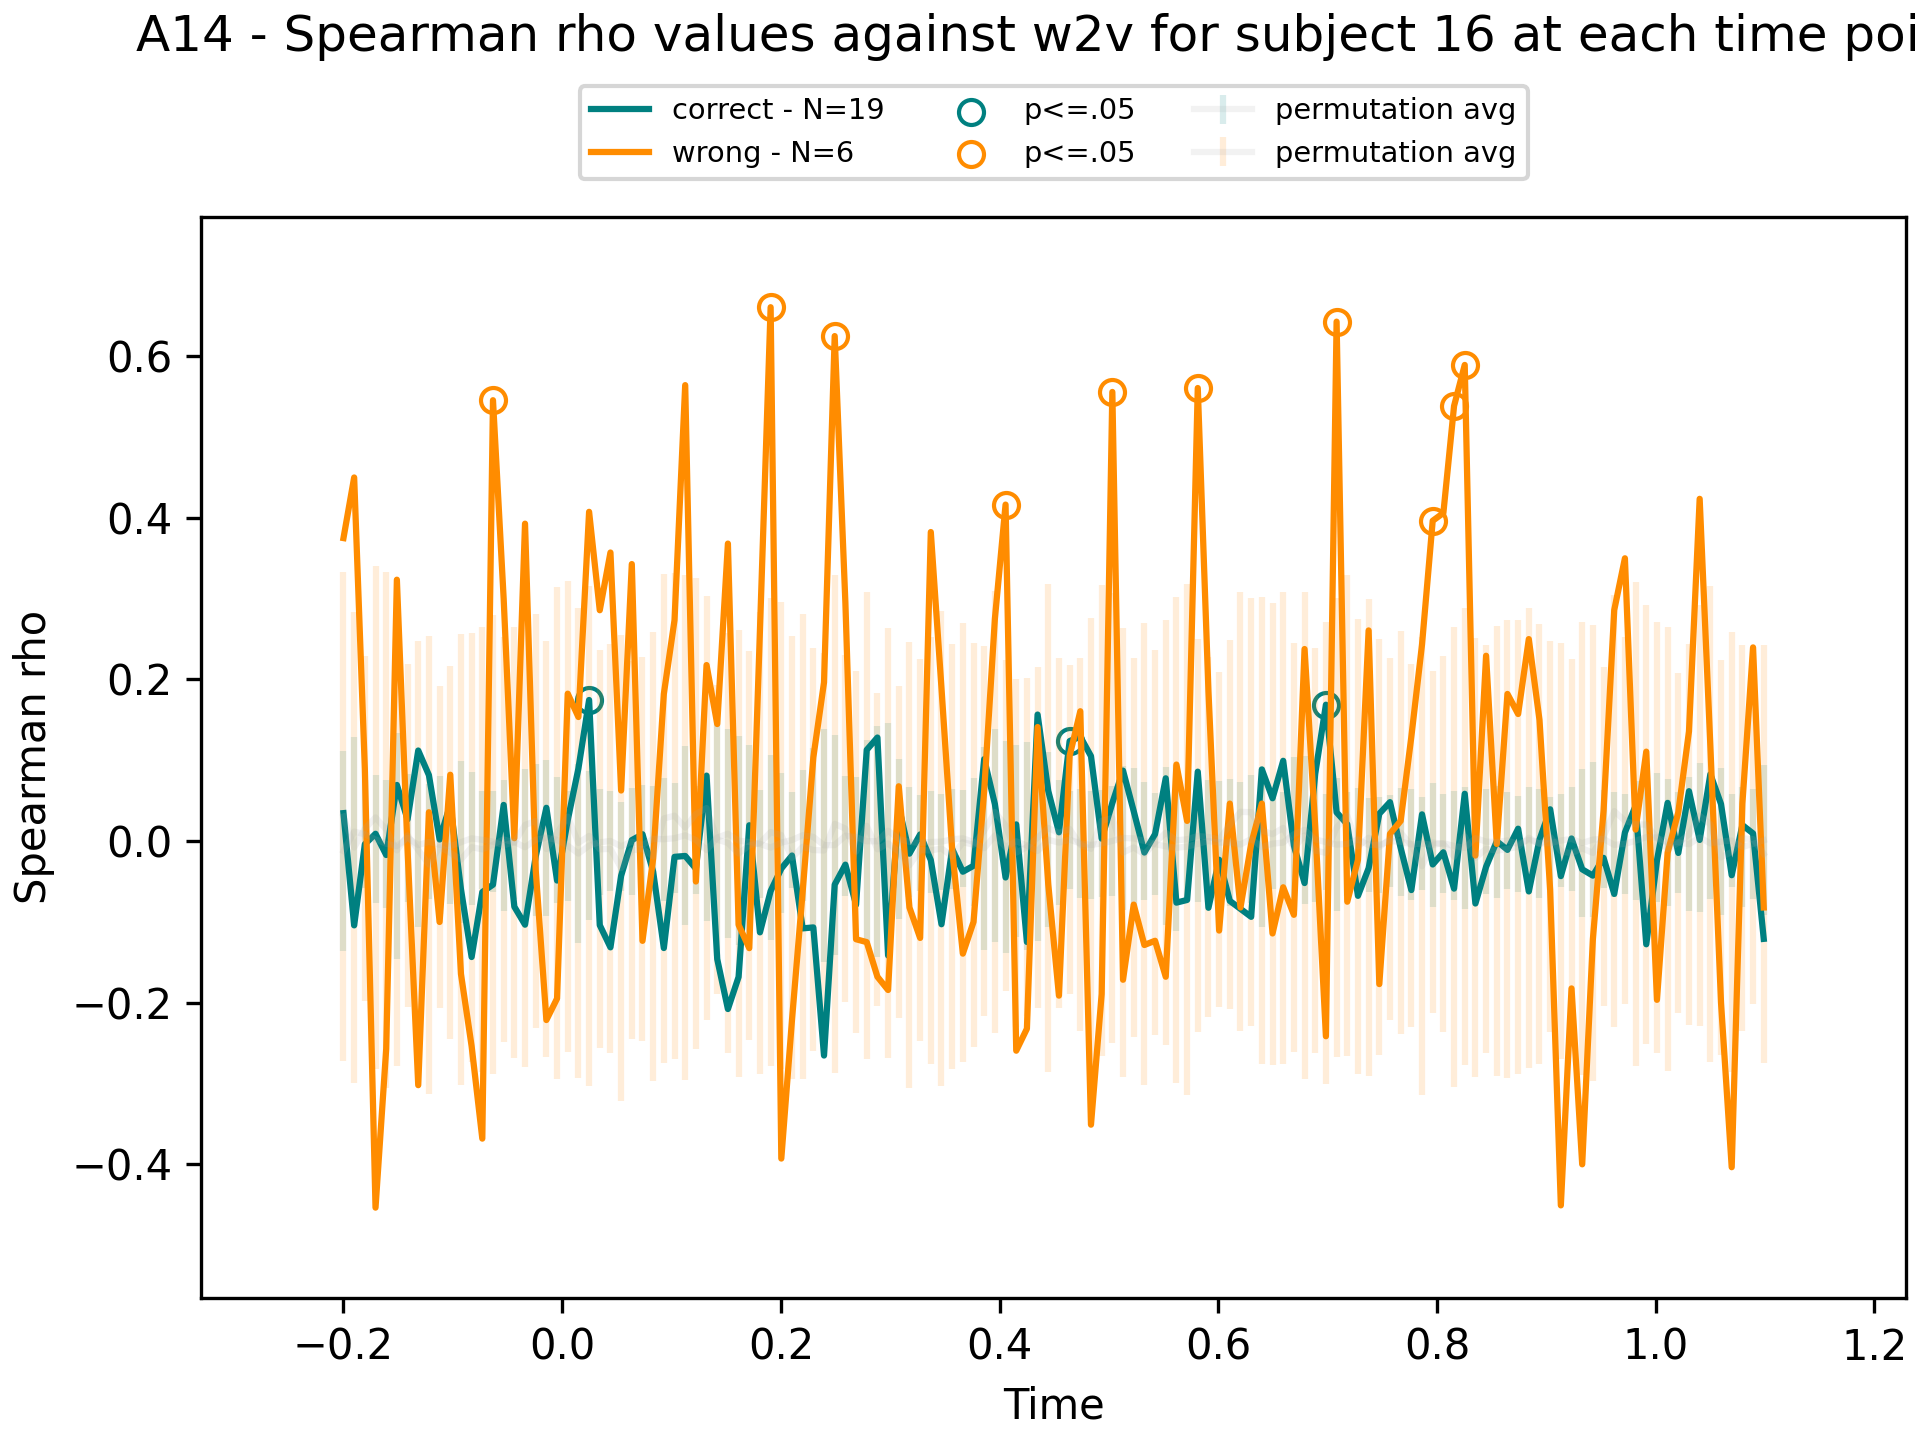 A14 - Spearman rho values against w2v for subject 16 at each time poi
correct - N=19
wrong - N=6
p<=.05
p<=.05
permutation avg
permutation avg
Spearman rho
0.6
0.4
0.2
0.0
−0.2
−0.4
−0.2 0.0 0.2 0.4 0.6 0.8 1.0 1.2
Time